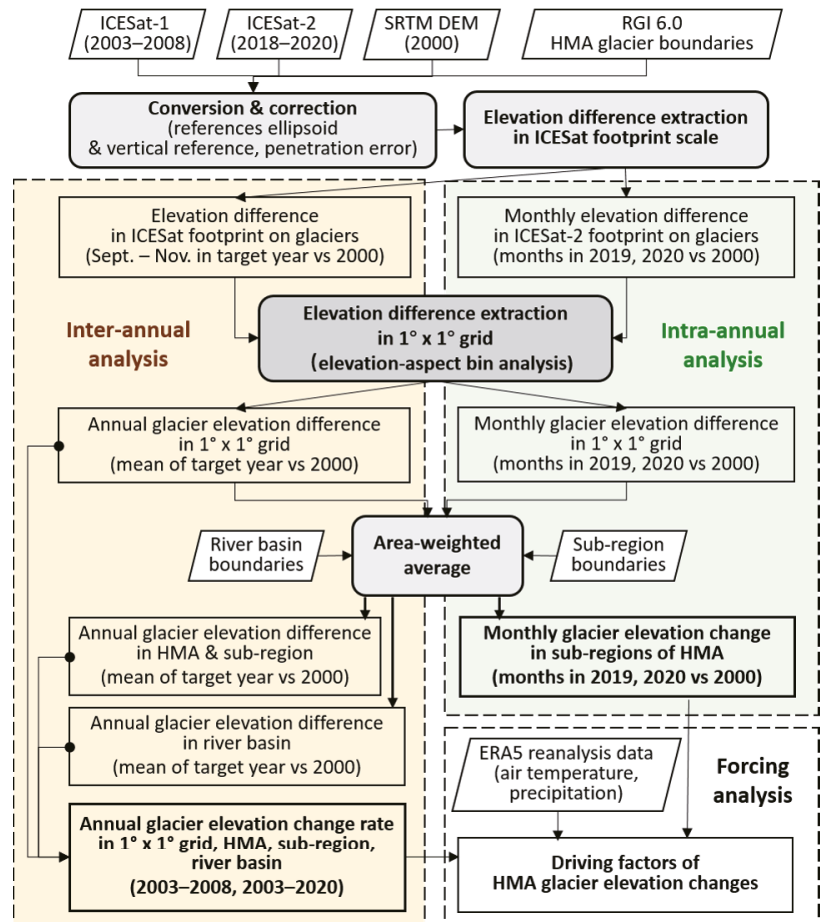 ICESat-1
(2003–2008)
ICESat-2
(2018–2020)
SRTM DEM
(2000)
RGI 6.0
HMA glacier boundaries
Conversion & correction
(references ellipsoid
& vertical reference, penetration error)
Elevation difference extraction
in ICESat footprint scale
Elevation difference
in ICESat footprint on glaciers
(Sept. – Nov. in target year vs 2000)
Monthly elevation difference
in ICESat-2 footprint on glaciers
(months in 2019, 2020 vs 2000)
Inter-annual
analysis
Elevation difference extraction
in 1° x 1° grid
(elevation-aspect bin analysis)
Intra-annual
analysis
Annual glacier elevation difference
in 1° x 1° grid
(mean of target year vs 2000)
Monthly glacier elevation difference
in 1° x 1° grid
(months in 2019, 2020 vs 2000)
River basin
boundaries
Area-weighted
average
Sub-region
boundaries
Annual glacier elevation difference
in HMA & sub-region
(mean of target year vs 2000)
Monthly glacier elevation change
in sub-regions of HMA
(months in 2019, 2020 vs 2000)
Annual glacier elevation difference
in river basin
(mean of target year vs 2000)
ERA5 reanalysis data
(air temperature,
precipitation)
Forcing
analysis
Annual glacier elevation change rate
in 1° x 1° grid, HMA, sub-region,
river basin
(2003–2008, 2003–2020)
Driving factors of
HMA glacier elevation changes